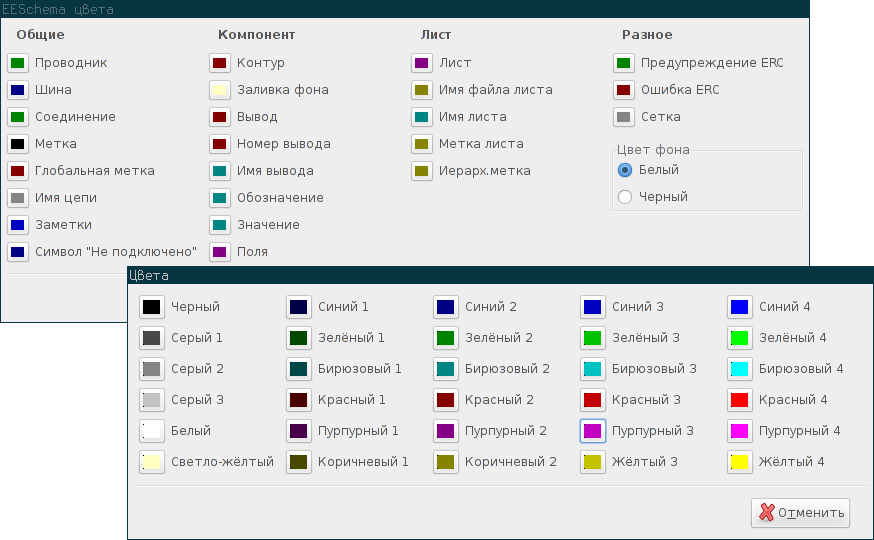 EESchema цвета
Общие Компонент Лист Разное
Проводник Контур Лист Предупреждение ERC
Шина Заливка фона Имя файла листа Ошибка ERC
Соединение Вывод Имя листа Сетка
Метка Номер вывода Метка листа Цвет фона
Глобальная метка Имя вывода Иерарх.метка Белый
Имя цепи Обозначение Черный
Заметки Значение
Символ "Не подключено" Поля
Цвета
Черный Синий 1 Синий 2 Синий 3 Синий 4
Серый 1 Зелёный 1 Зелёный 2 Зелёный 3 Зелёный 4
Серый 2 Бирюзовый 1 Бирюзовый 2 Бирюзовый 3 Бирюзовый 4
Серый 3 Красный 1 Красный 2 Красный 3 Красный 4
Белый Пурпурный 1 Пурпурный 2 Пурпурный 3 Пурпурный 4
Светло-жёлтый Коричневый 1 Коричневый 2 Жёлтый 3 Жёлтый 4
Отменить